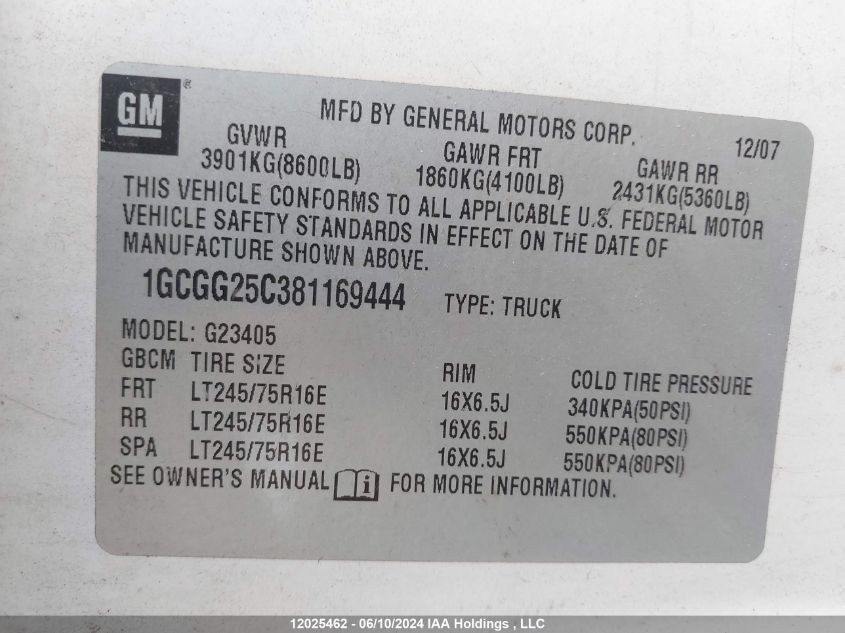 GM®
MFD BY GENERAL MOTORS CORP. 12/07
GVWR GAWR FRT GAWR RR
3901KG(8600LB) 1860KG(4100LB) 2431KG(5360LB)
THIS VEHICLE CONFORMS TO ALL APPLICABLE U.S. FEDERAL MOTOR
VEHICLE SAFETY STANDARDS IN EFFECT ON THE DATE OF
MANUFACTURE SHOWN ABOVE.
1GCGG25C381169444 TYPE: TRUCK
MODEL: G23405
GBCM TIRE SIZE RIM COLD TIRE PRESSURE
FRT LT245/75R16E 16X6.5J 340KPA(50PSI)
RR LT245/75R16E 16X6.5J 550KPA(80PSI)
SPA LT245/75R16E 16X6.5J 550KPA(80PSI)
SEE OWNER'S MANUAL i FOR MORE INFORMATION.
12025462 - 06/10/2024 IAA Holdings , LLC